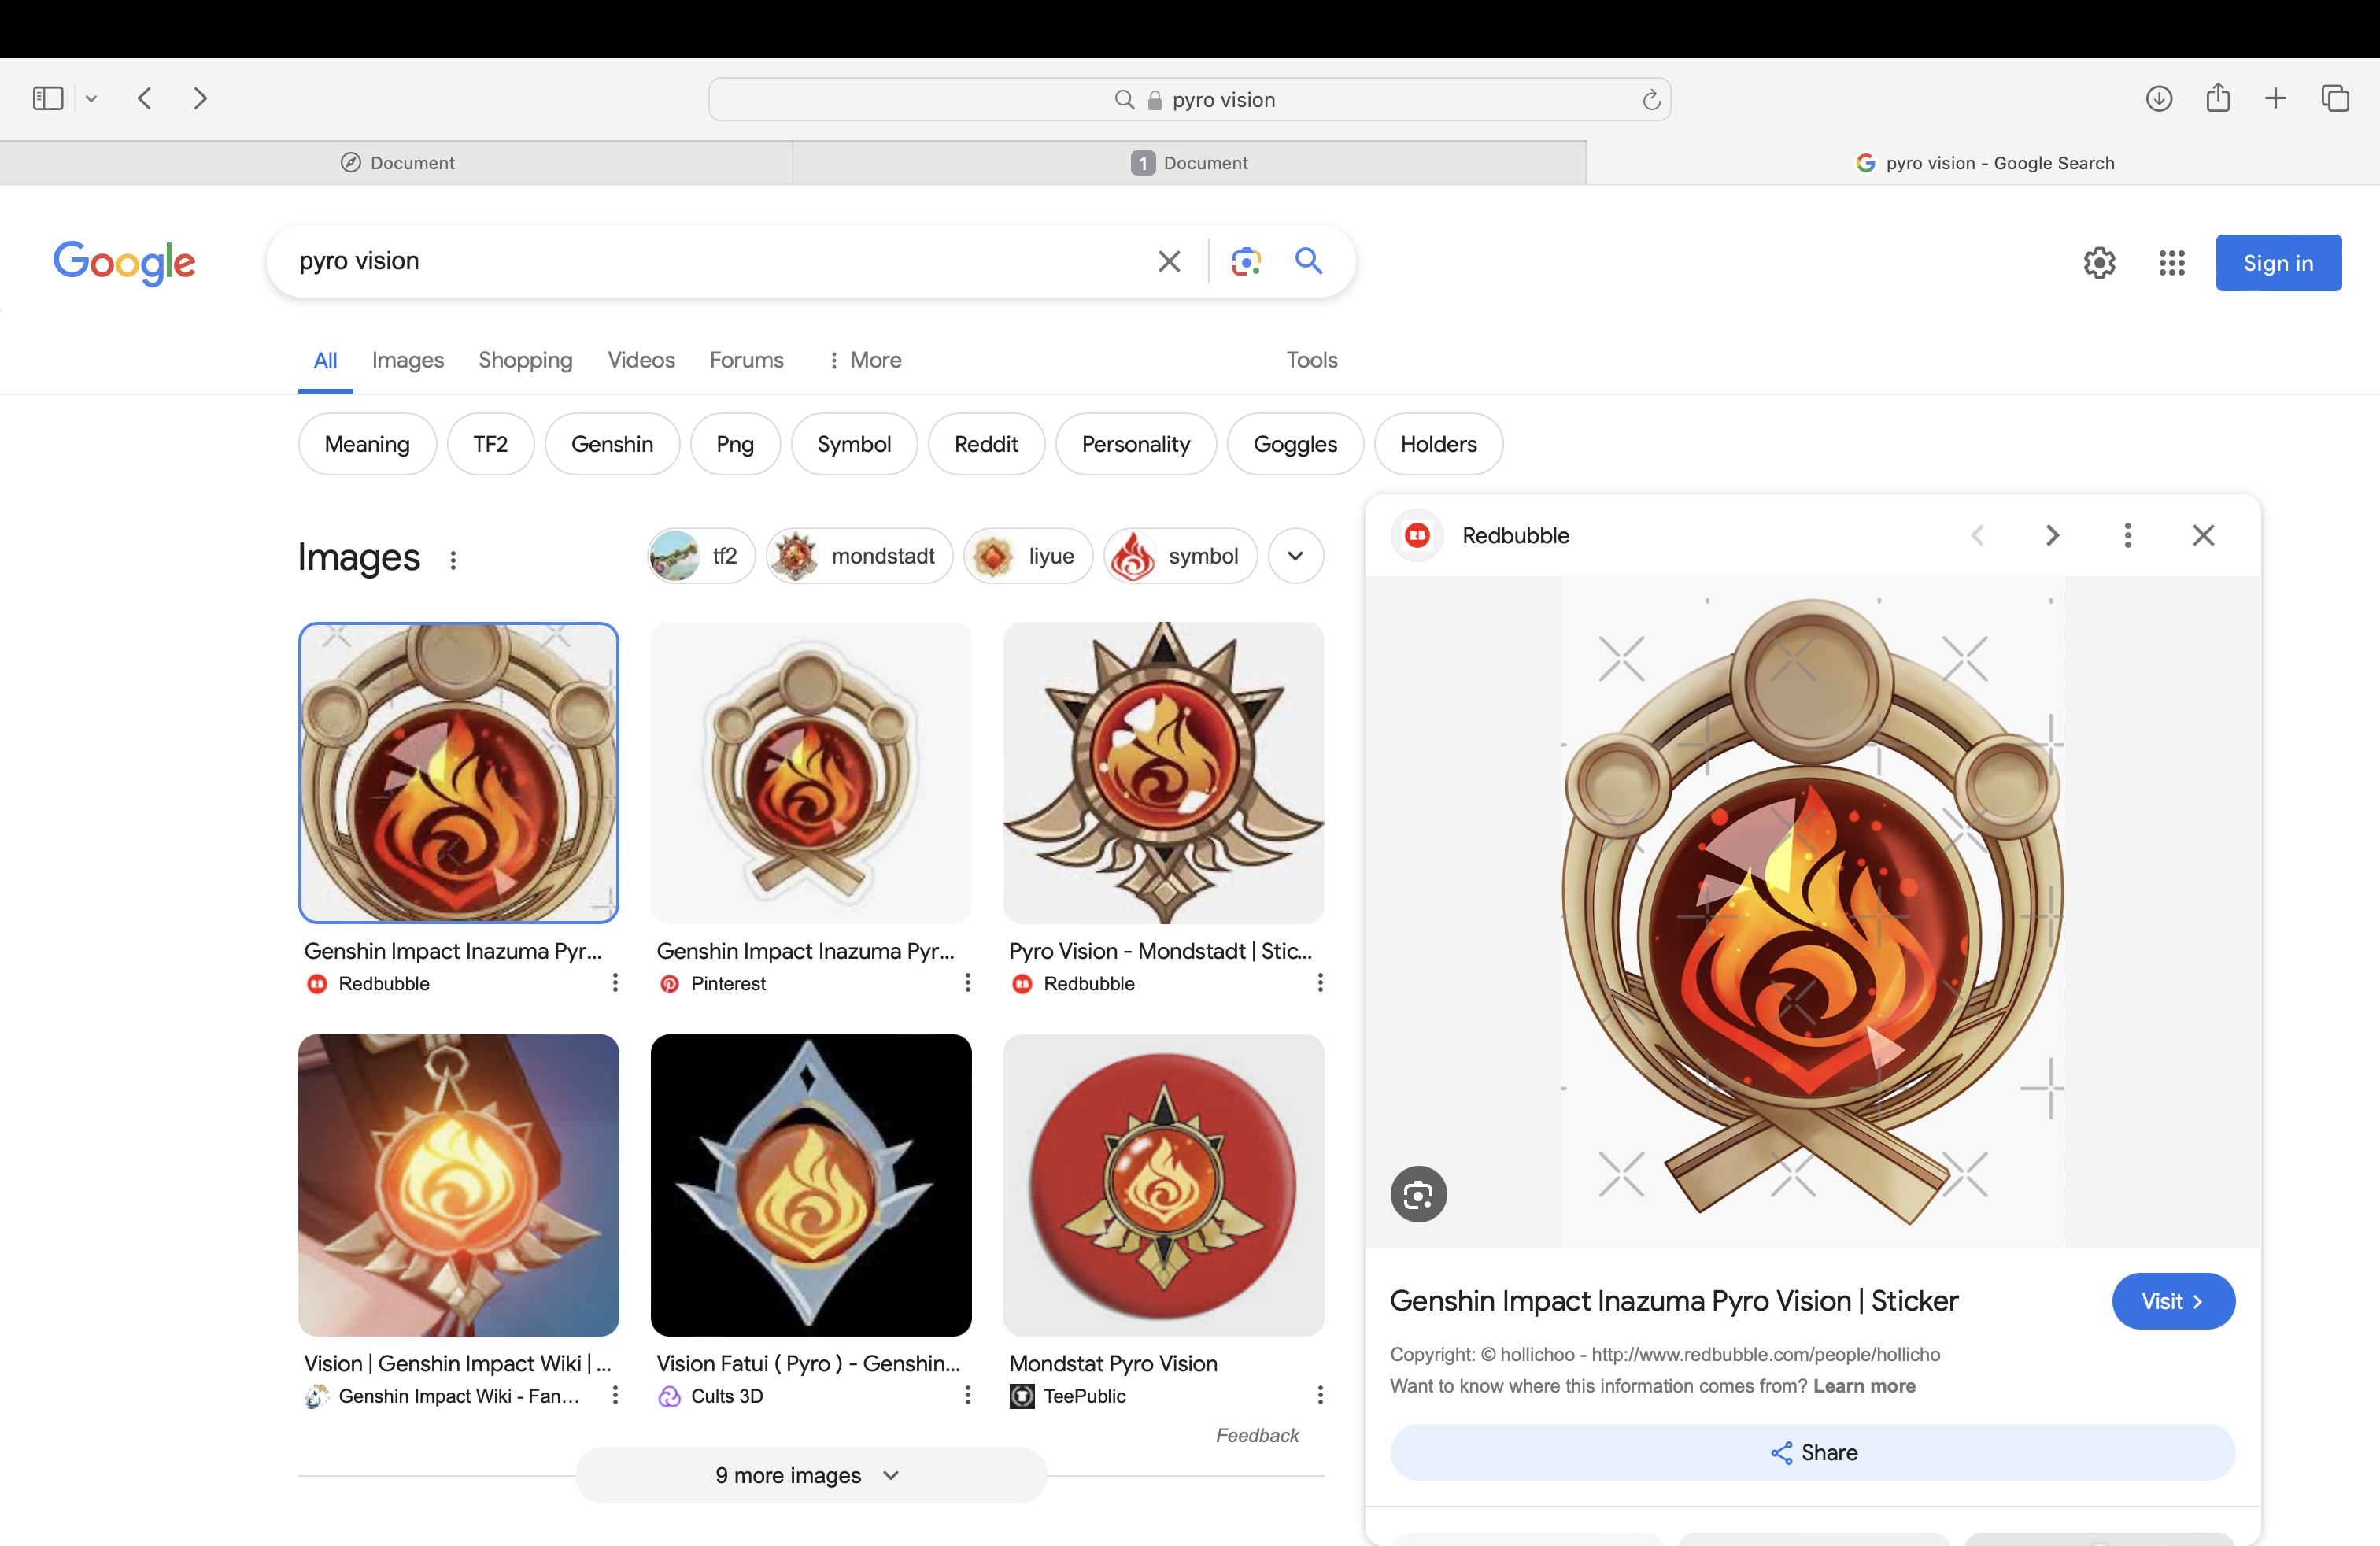 pyro vision
Document
1 Document
pyro vision - Google Search
Google
pyro vision
Sign in
All Images Shopping Videos Forums More Tools
Meaning TF2 Genshin Png Symbol Reddit Personality Goggles Holders
Images
tf2 mondstadt liyue symbol
Genshin Impact Inazuma Pyr...
Redbubble
Genshin Impact Inazuma Pyr...
Pinterest
Pyro Vision - Mondstadt | Stic...
Redbubble
Vision | Genshin Impact Wiki | ...
Genshin Impact Wiki - Fan...
Vision Fatui ( Pyro ) - Genshin...
Cults 3D
Mondstat Pyro Vision
TeePublic
Feedback
9 more images
RB Redbubble
Genshin Impact Inazuma Pyro Vision | Sticker
Visit
Copyright: © hollichoo - http://www.redbubble.com/people/hollicho
Want to know where this information comes from? Learn more
Share